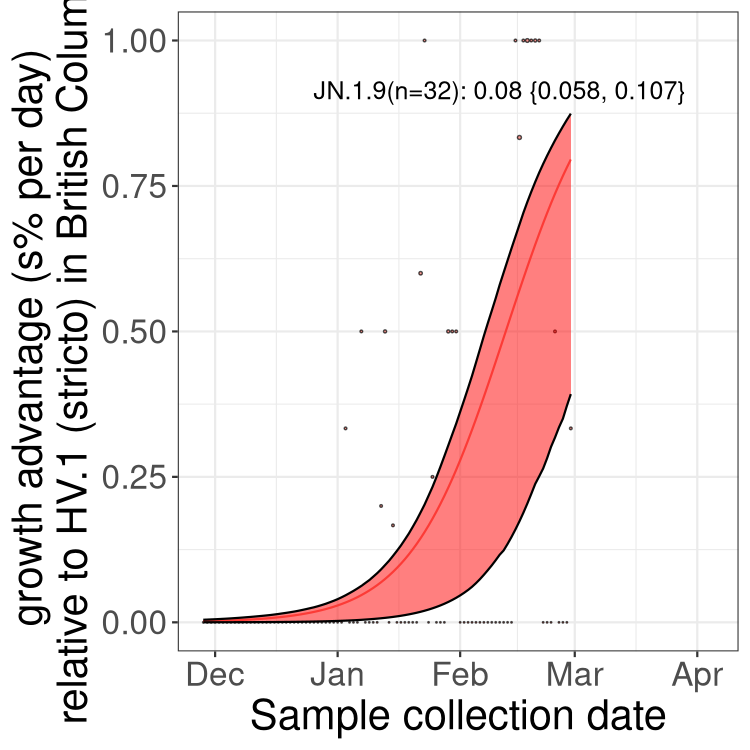 growth advantage (s% per day)
relative to HV.1 (stricto) in British Colum
1.00
0.75
0.50
0.25
0.00
JN.1.9(n=32): 0.08 {0.058, 0.107}
Dec Jan Feb Mar Apr
Sample collection date